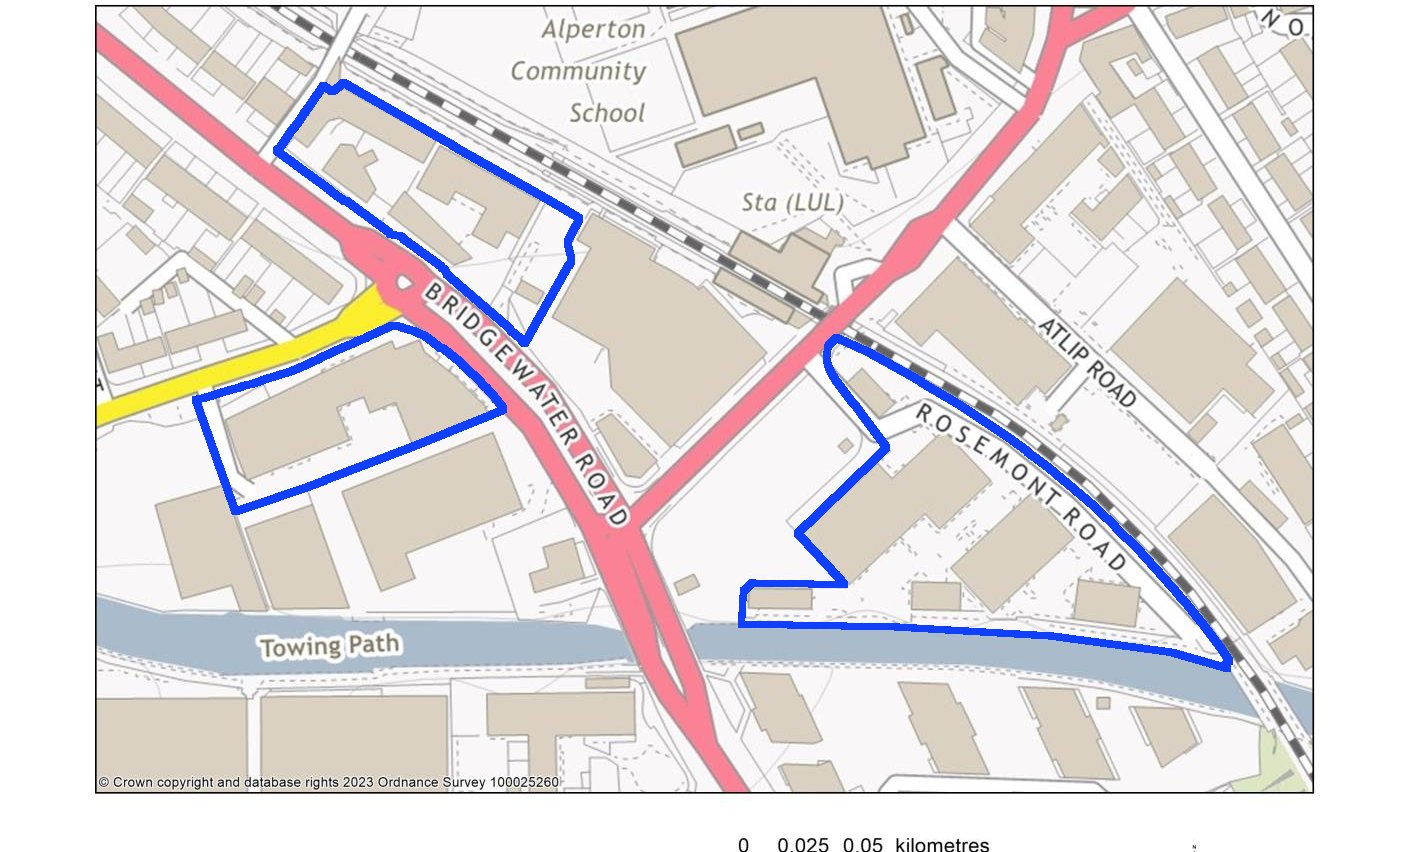 Alperton
Community
School
N O
Sta (LUL)
BRIDGEWATER ROAD
ATLIP ROAD
ROSEMONT ROAD
A
Towing Path
© Crown copyright and database rights 2023 Ordnance Survey 100025260
0 0.025 0.05 kilometres
N